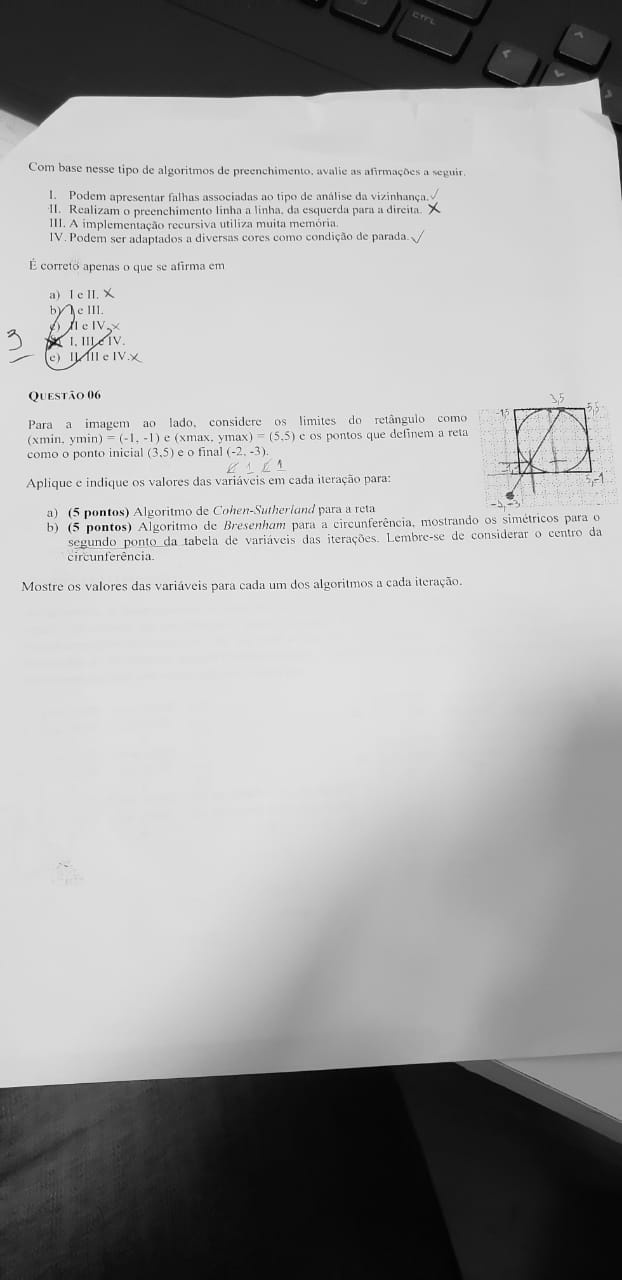 CTRL
Com base nesse tipo de algoritmos de preenchimento, avalie as afirmações a seguir.
I. Podem apresentar falhas associadas ao tipo de análise da vizinhança.
II. Realizam o preenchimento linha a linha, da esquerda para a direita.
III. A implementação recursiva utiliza muita memória.
IV. Podem ser adaptados a diversas cores como condição de parada.
É correto apenas o que se afirma em
a) I e II.
b) I e III.
c) II e IV.
I, III e IV.
e) II, III e IV.
3
QUESTÃO 06
Para a imagem ao lado, considere os limites do retângulo como
(xmin, ymin) = (-1, -1) e (xmax, ymax) = (5,5) e os pontos que definem a reta
como o ponto inicial (3,5) e o final (-2, -3).
3,5
-1,5
5,5
5,-1
-2,-3
Aplique e indique os valores das variáveis em cada iteração para:
a) (5 pontos) Algoritmo de Cohen-Sutherland para a reta
b) (5 pontos) Algoritmo de Bresenham para a circunferência, mostrando os simétricos para o
segundo ponto da tabela de variáveis das iterações. Lembre-se de considerar o centro da
circunferência.
Mostre os valores das variáveis para cada um dos algoritmos a cada iteração.